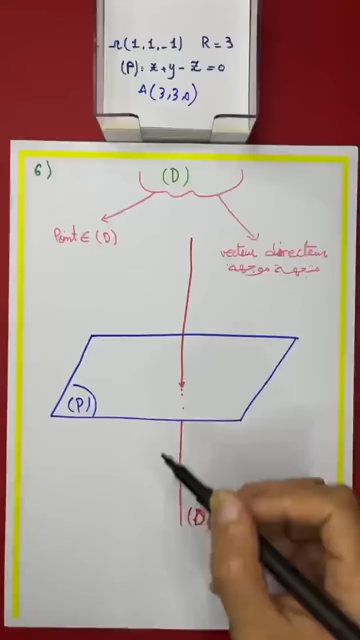 Ω(1,1,-1) R = 3
(P): x+y-z=0
A(3,3,1)
6)
(D)
Point ∈ (D)
vecteur directeur
متجهة موجهة
(P)
(D)